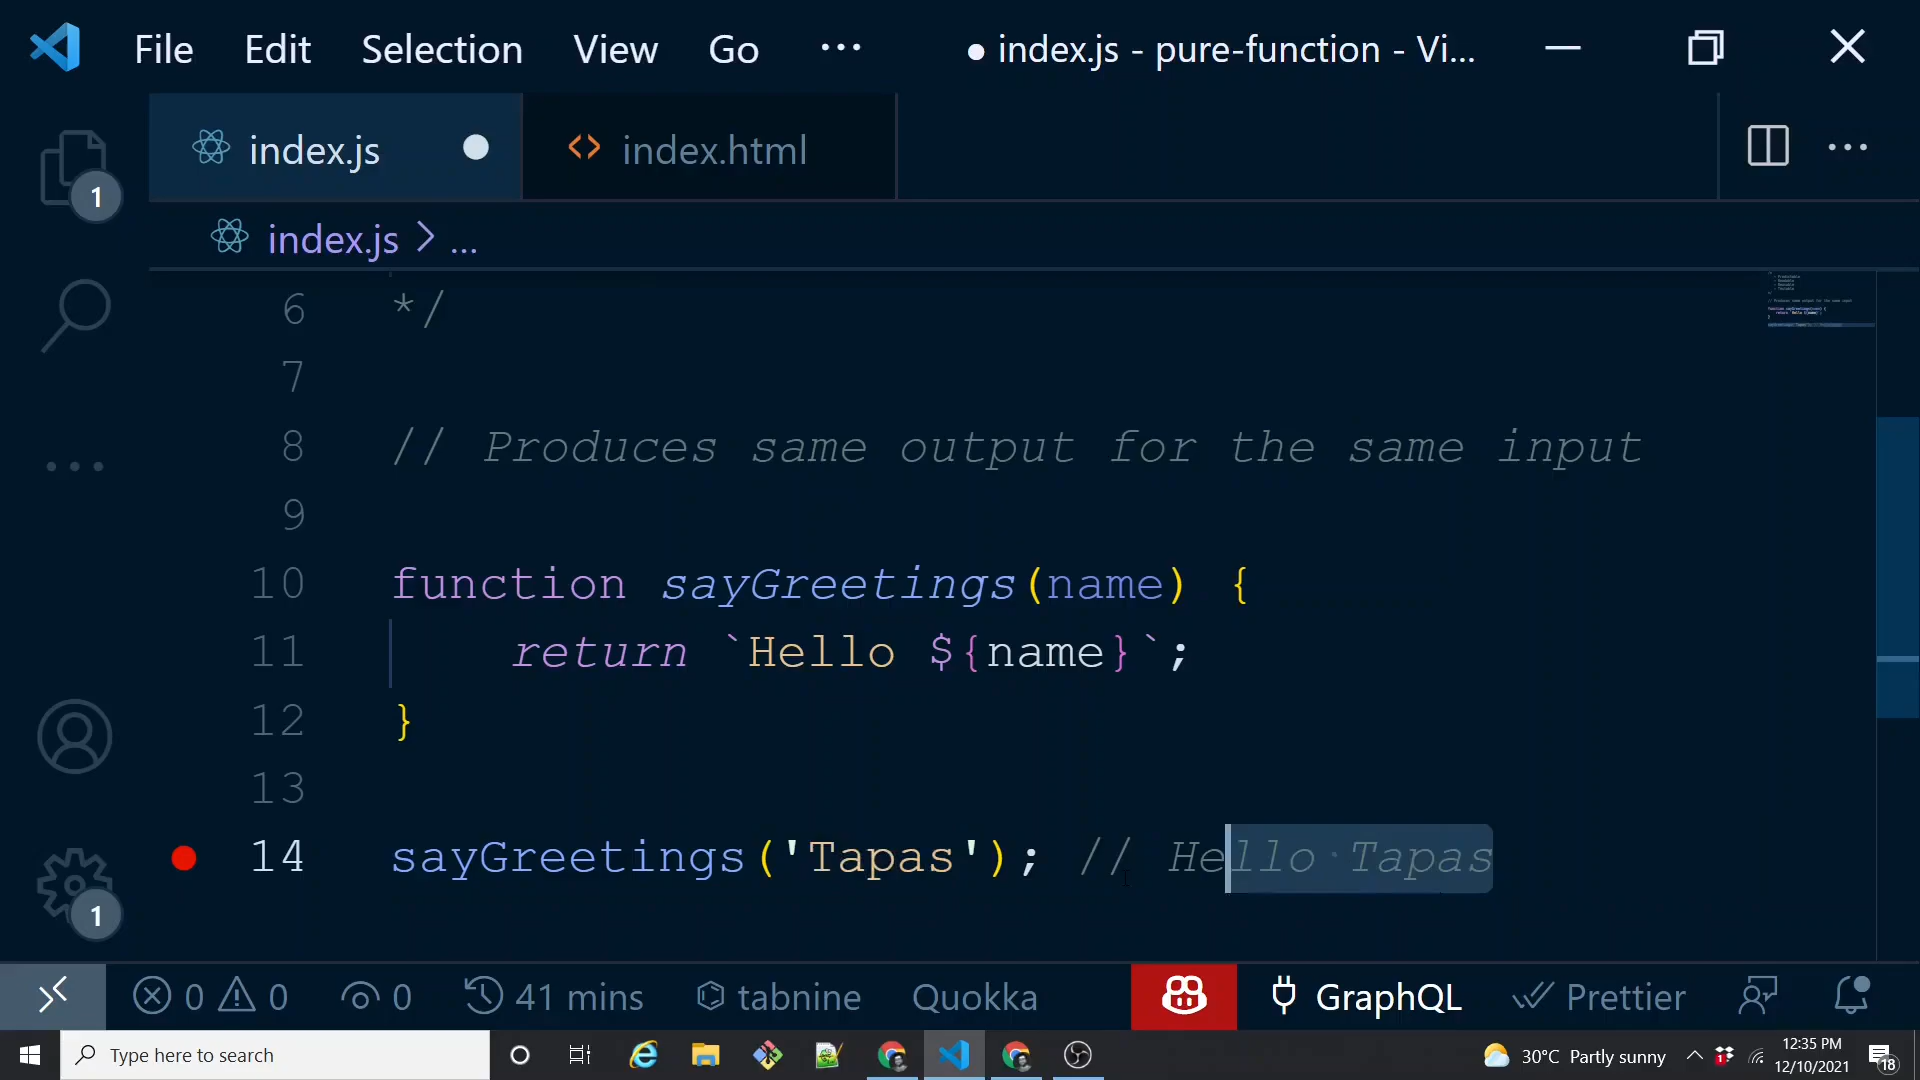 File Edit Selection View Go ··· ● index.js - pure-function - Vi...
index.js index.html
1
index.js > ...
6 */
7
8 // Produces same output for the same input
9
10 function sayGreetings(name) {
11 return `Hello ${name}`;
12 }
13
14 sayGreetings('Tapas'); // Hello·Tapas
1
0 0 0 41 mins tabnine Quokka GraphQL Prettier
Type here to search 30°C Partly sunny 12:35 PM
12/10/2021 18